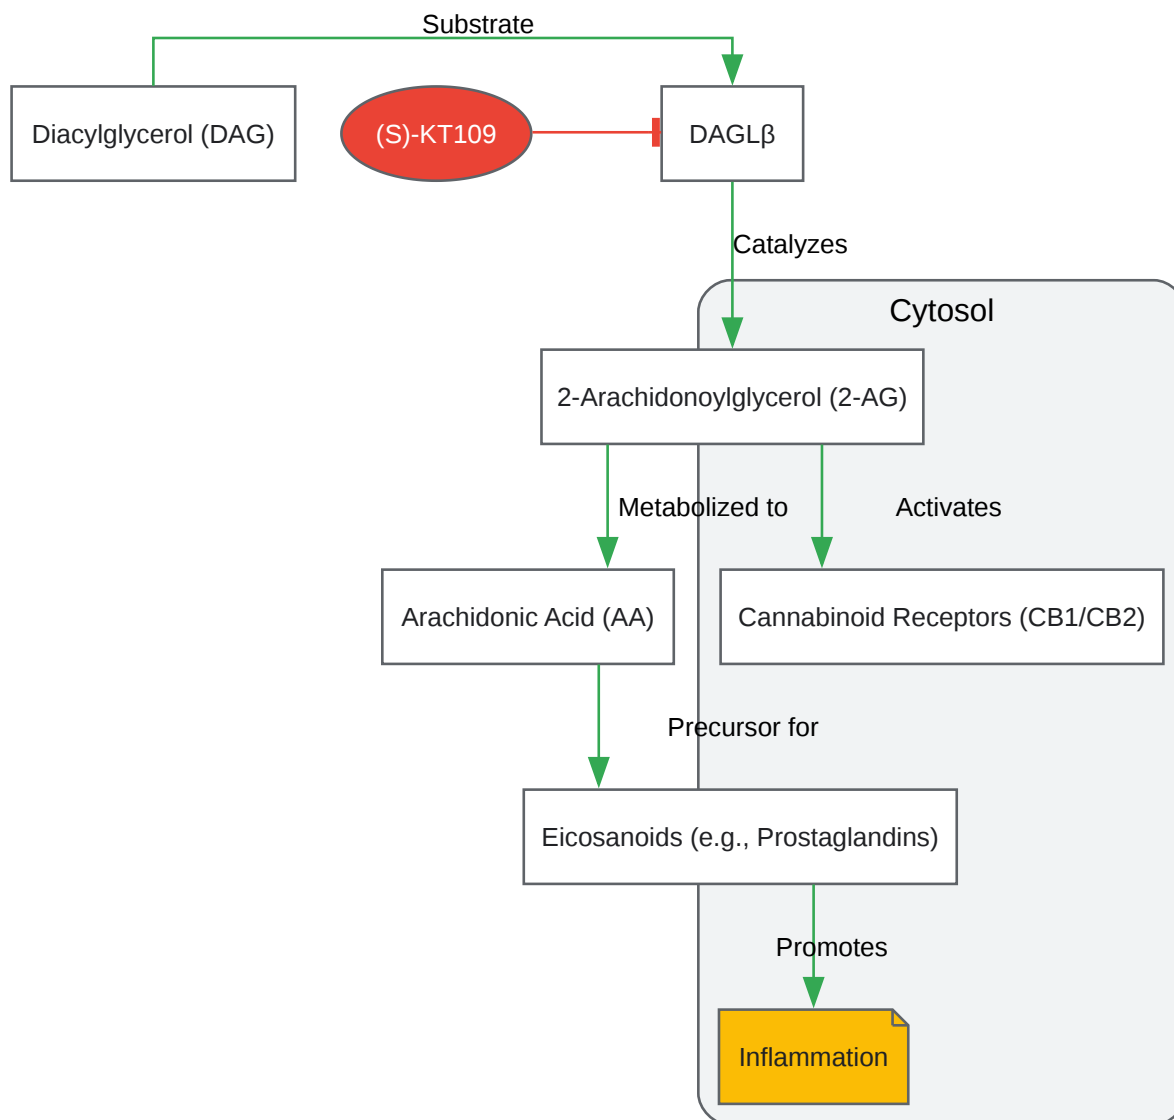 Substrate
Diacylglycerol (DAG)
(S)-KT109
DAGLβ
Catalyzes
Cytosol
2-Arachidonoylglycerol (2-AG)
Metabolized to
Activates
Arachidonic Acid (AA)
Cannabinoid Receptors (CB1/CB2)
Precursor for
Eicosanoids (e.g., Prostaglandins)
Promotes
Inflammation